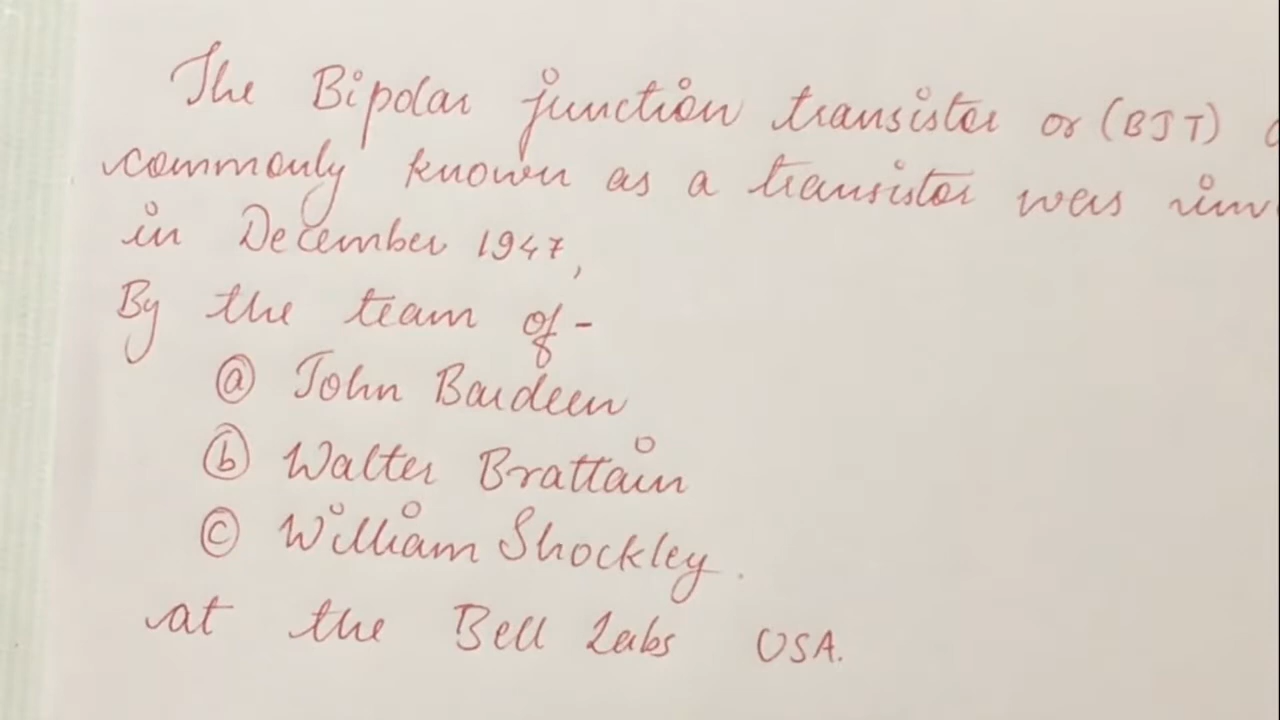 The Bipolar junction transistor or (BJT)
commonly known as a transistor was
in December 1947,
By the team of -
ⓐ John Bardeen
ⓑ Walter Brattain
ⓒ William Shockley.
at the Bell Labs USA.